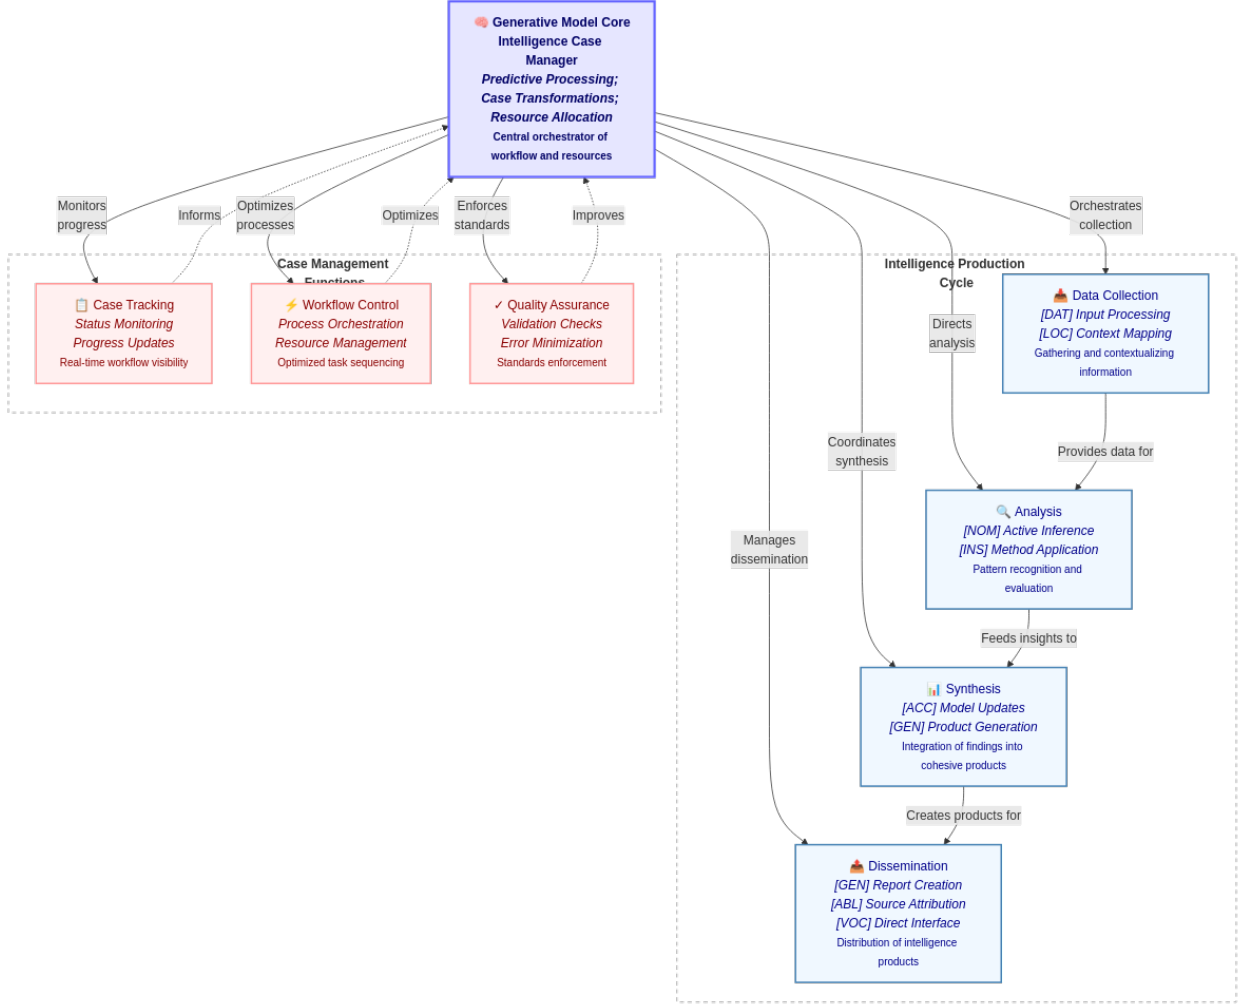 🧠 Generative Model Core
Intelligence Case
Manager
Predictive Processing;
Case Transformations;
Resource Allocation
Central orchestrator of
workflow and resources
Monitors
progress
Informs
Optimizes
processes
Optimizes
Enforces
standards
Improves
Orchestrates
collection
Case Management
Functions
📋 Case Tracking
Status Monitoring
Progress Updates
Real-time workflow visibility
⚡ Workflow Control
Process Orchestration
Resource Management
Optimized task sequencing
✓ Quality Assurance
Validation Checks
Error Minimization
Standards enforcement
Intelligence Production
Cycle
📥 Data Collection
[DAT] Input Processing
[LOC] Context Mapping
Gathering and contextualizing
information
Directs
analysis
Coordinates
synthesis
Provides data for
Manages
dissemination
🔍 Analysis
[NOM] Active Inference
[INS] Method Application
Pattern recognition and
evaluation
Feeds insights to
📊 Synthesis
[ACC] Model Updates
[GEN] Product Generation
Integration of findings into
cohesive products
Creates products for
📤 Dissemination
[GEN] Report Creation
[ABL] Source Attribution
[VOC] Direct Interface
Distribution of intelligence
products